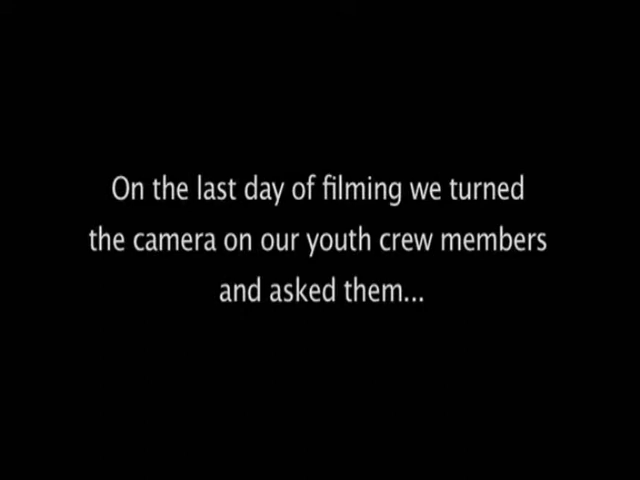 On the last day of filming we turned
the camera on our youth crew members
and asked them...